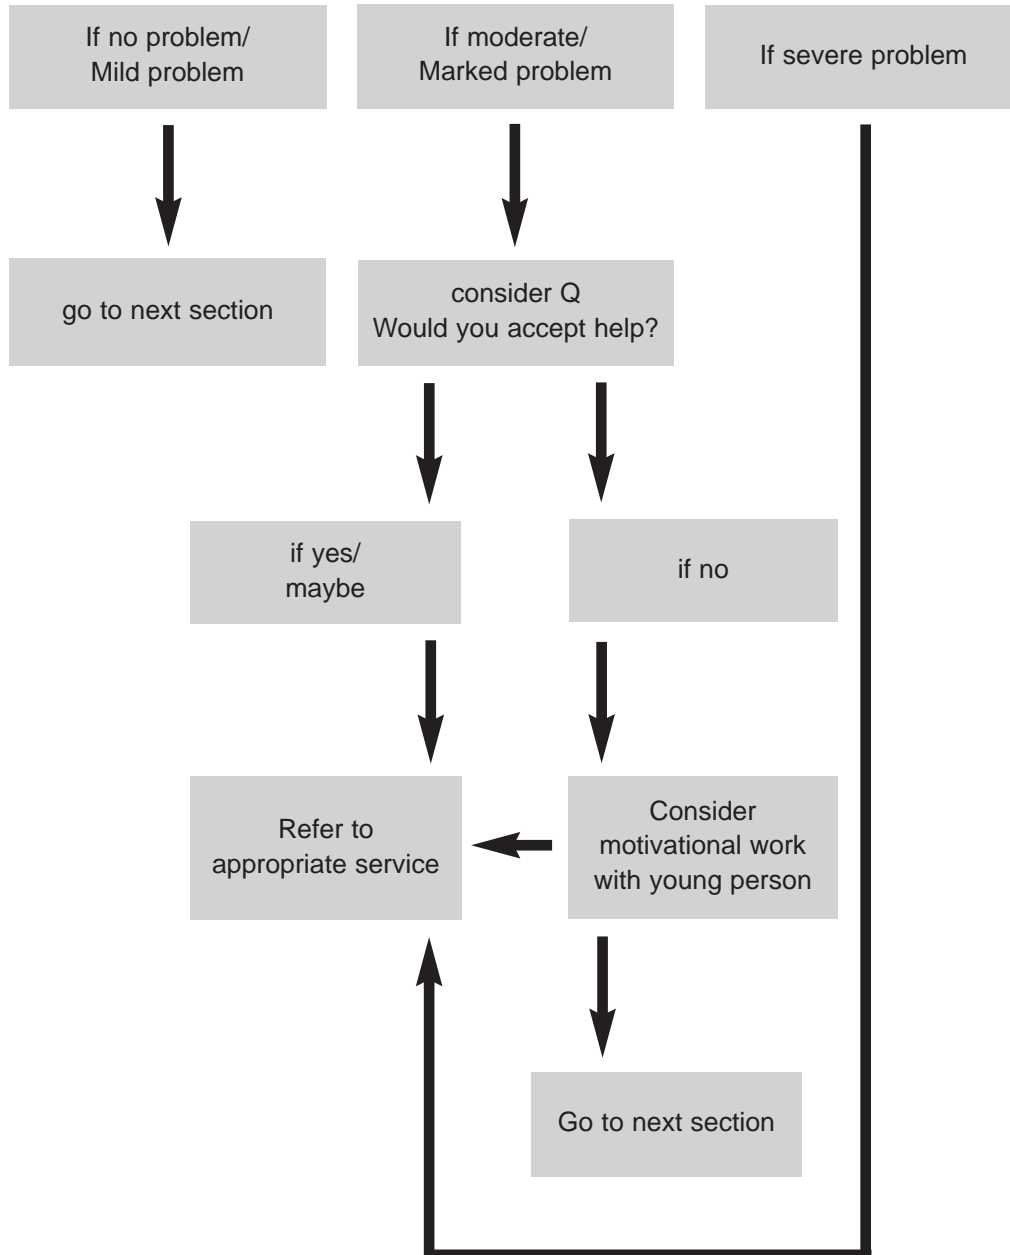 If no problem/
Mild problem
If moderate/
Marked problem
If severe problem
go to next section
consider Q
Would you accept help?
if yes/
maybe
if no
Refer to
appropriate service
Consider
motivational work
with young person
Go to next section